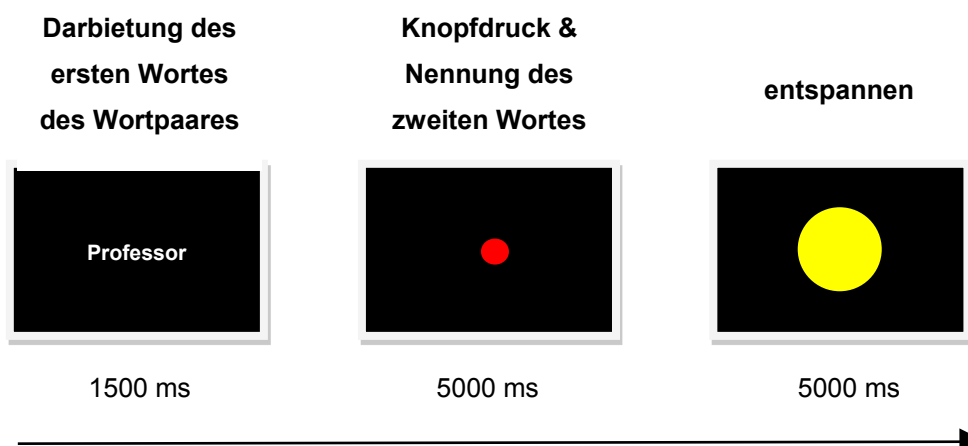 Darbietung des
ersten Wortes
des Wortpaares
Knopfdruck &
Nennung des
zweiten Wortes
entspannen
Professor
1500 ms
5000 ms
5000 ms